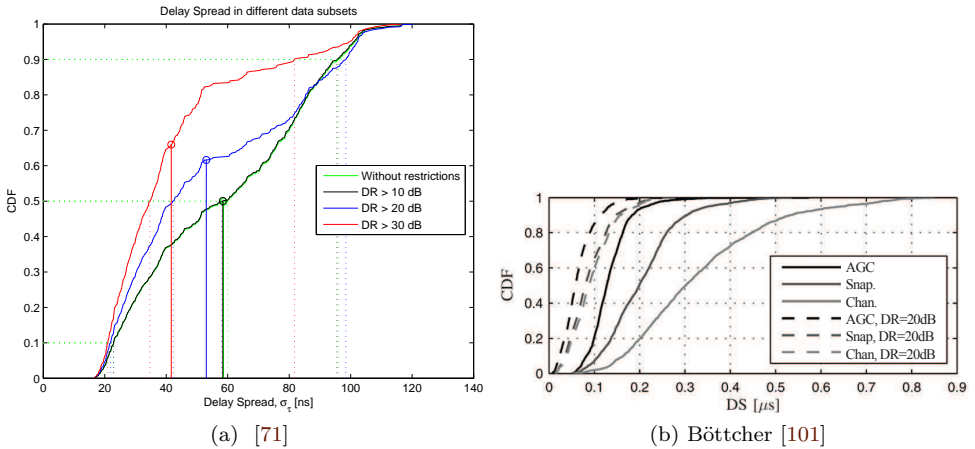 Delay Spread in different data subsets
1
0.9
0.8
0.7
0.6
0.5
0.4
0.3
0.2
0.1
0
CDF
Without restrictions
DR > 10 dB
DR > 20 dB
DR > 30 dB
0 20 40 60 80 100 120 140
Delay Spread, σ_τ [ns]
(a) [71]
1
0.8
0.6
0.4
0.2
0
CDF
AGC
Snap.
Chan.
AGC, DR=20dB
Snap, DR=20dB
Chan, DR=20dB
0 0.1 0.2 0.3 0.4 0.5 0.6 0.7 0.8 0.9
DS [μs]
(b) Böttcher [101]